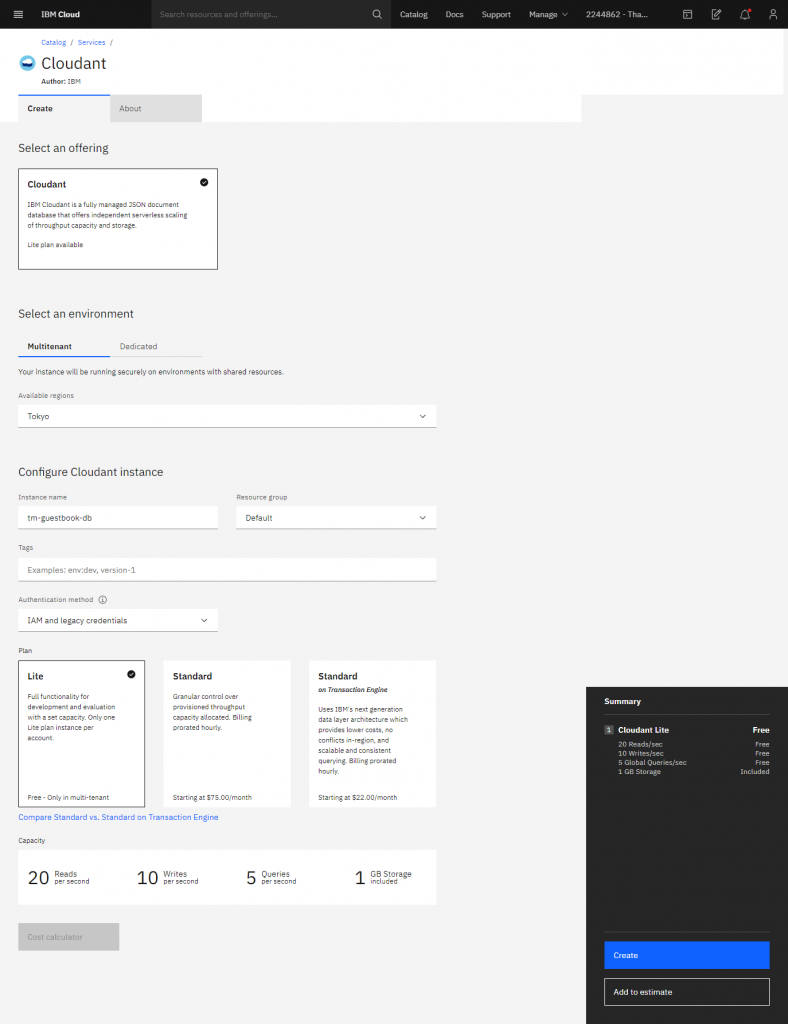 IBM Cloud
Search resources and offerings...
Catalog
Docs
Support
Manage
2244862 - Tha...
Catalog / Services /
Cloudant
Author: IBM
Create
About
Select an offering
Cloudant
IBM Cloudant is a fully managed JSON document
database that offers independent serverless scaling
of throughput capacity and storage.
Lite plan available
Select an environment
Multitenant
Dedicated
Your instance will be running securely on environments with shared resources.
Available regions
Tokyo
Configure Cloudant instance
Instance name
Resource group
tm-guestbook-db
Default
Tags
Examples: env:dev, version-1
Authentication method
IAM and legacy credentials
Plan
Lite
Full functionality for
development and evaluation
with a set capacity. Only one
Lite plan instance per
account.
Free - Only in multi-tenant
Standard
Granular control over
provisioned throughput
capacity allocated. Billing
prorated hourly.
Starting at $75.00/month
Standard
on Transaction Engine
Uses IBM's next generation
data layer architecture which
provides lower costs, no
conflicts in-region, and
scalable and consistent
querying. Billing prorated
hourly.
Starting at $22.00/month
Compare Standard vs. Standard on Transaction Engine
Capacity
20 Reads per second
10 Writes per second
5 Queries per second
1 GB Storage included
Cost calculator
Summary
1 Cloudant Lite Free
20 Reads/sec Free
10 Writes/sec Free
5 Global Queries/sec Free
1 GB Storage Included
Create
Add to estimate